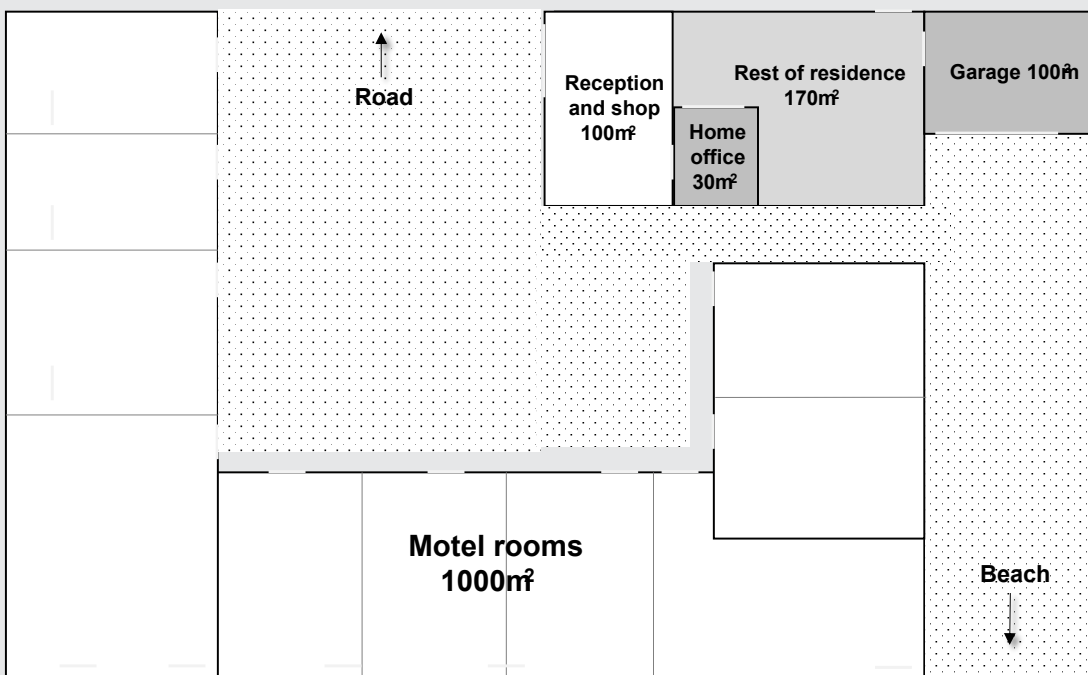 Road
Reception
and shop
100m²
Rest of residence
170m²
Garage 100m²
Home
office
30m²
Motel rooms
1000m²
Beach